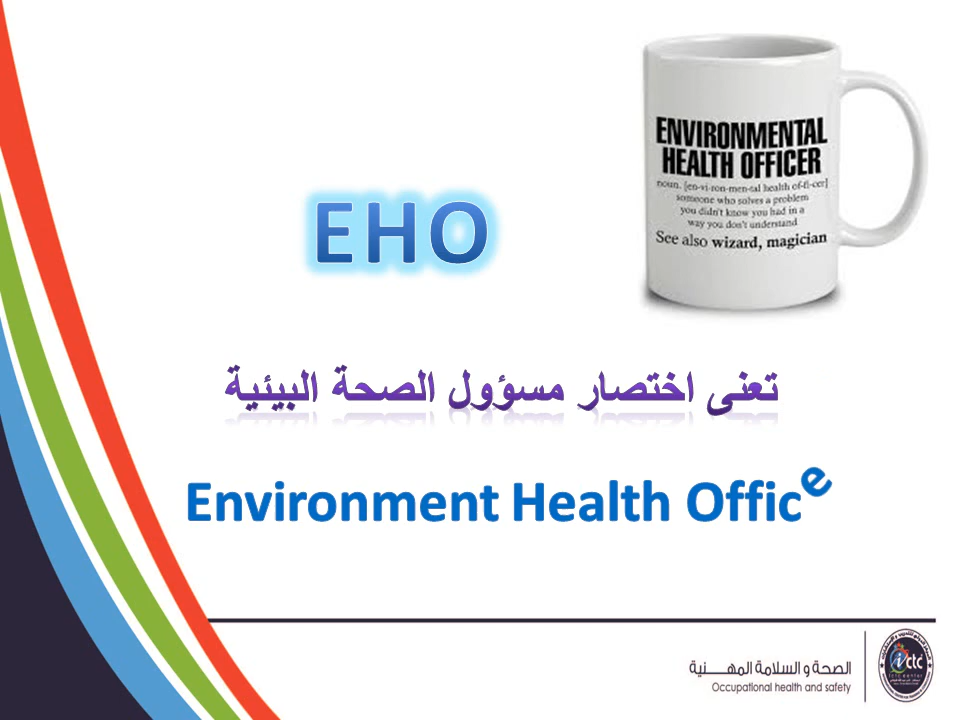 ENVIRONMENTAL
HEALTH OFFICER
noun. [en-vi-ron-men-tal health of-fi-cer]
someone who solves a problem
you didn't know you had in a
way you don't understand
See also wizard, magician
EHO
تعنى اختصار مسؤول الصحة البيئية
Environment Health Office
الصحة و السلامة المهـــنية
Occupational health and safety
ictc